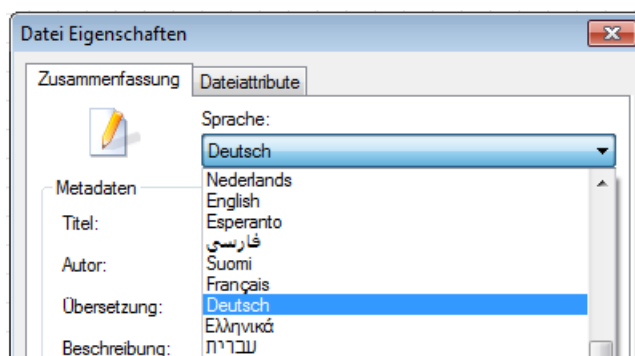 Datei Eigenschaften
Zusammenfassung
Dateiattribute
Sprache:
Deutsch
Metadaten
Titel:
Autor:
Übersetzung:
Beschreibung:
Nederlands
English
Esperanto
فارسی
Suomi
Français
Deutsch
Ελληνικά
עברית